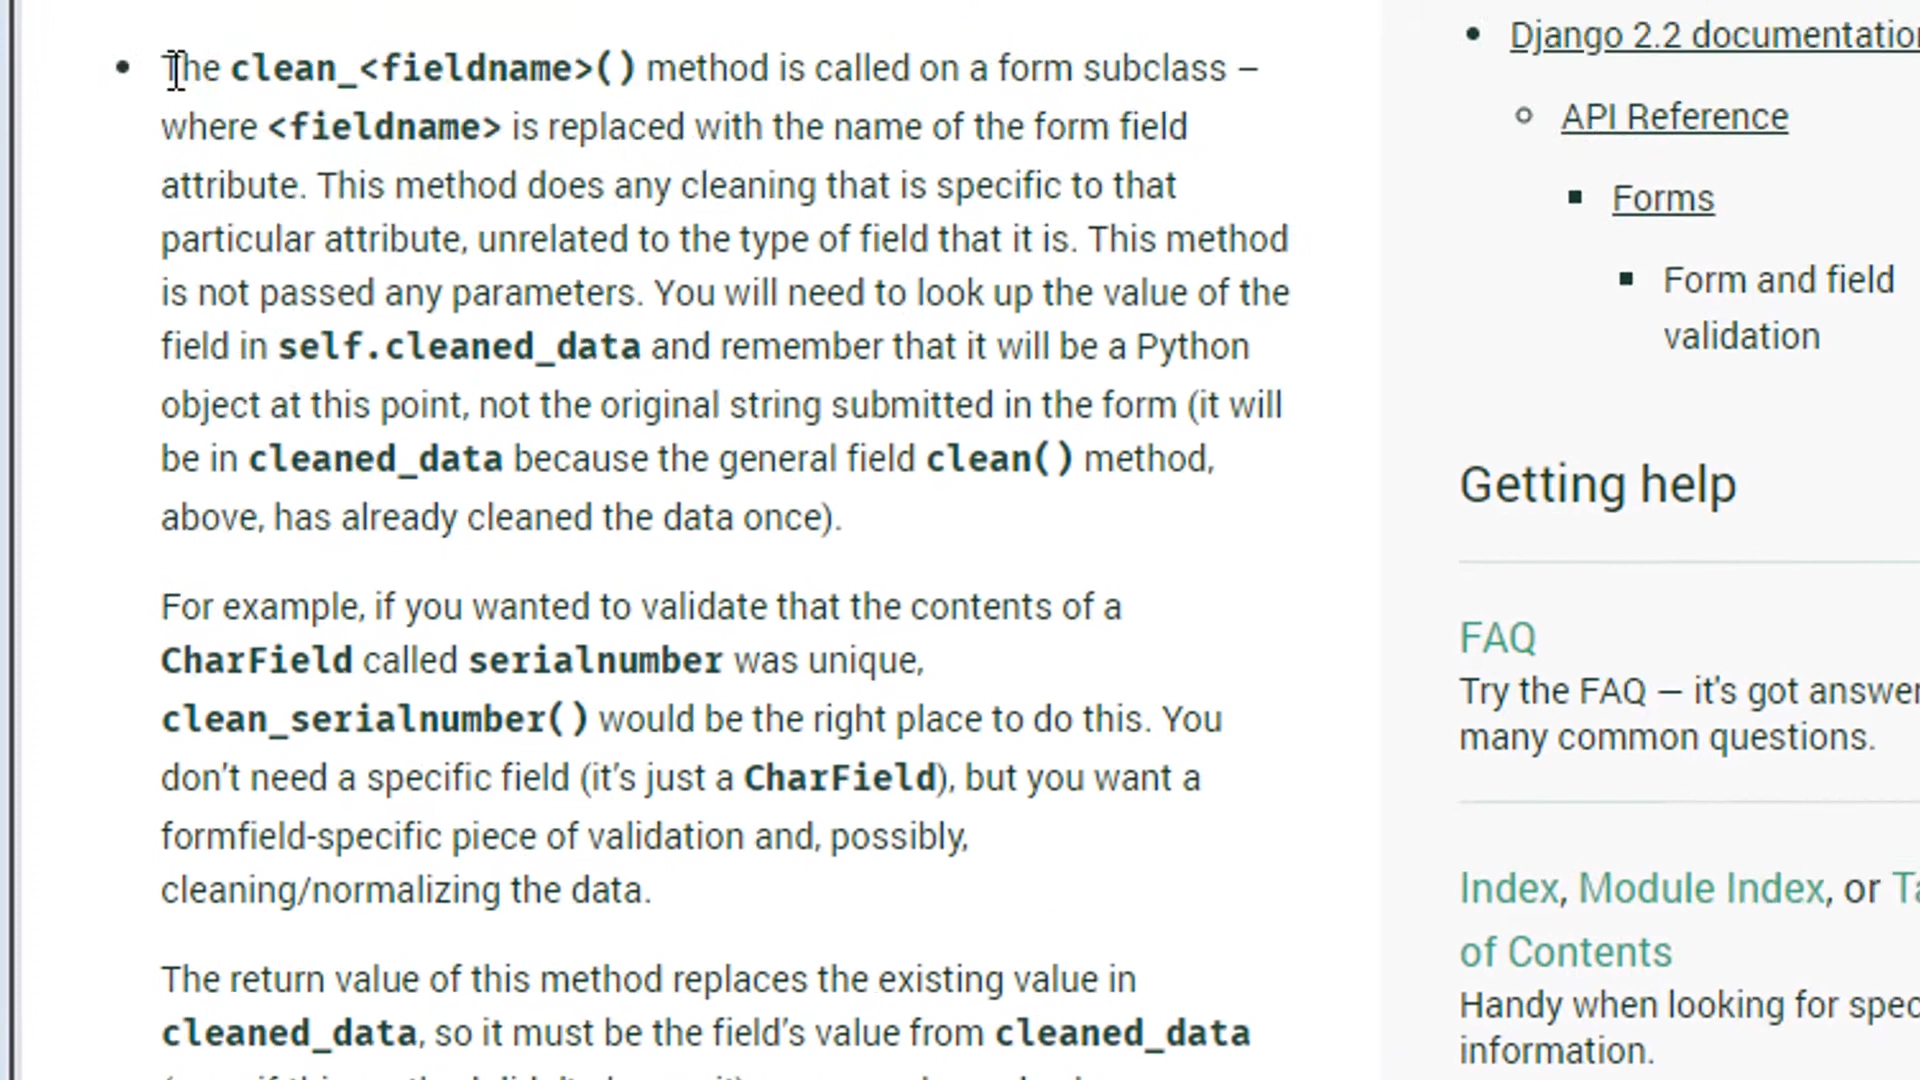 The clean_<fieldname>() method is called on a form subclass –
where <fieldname> is replaced with the name of the form field
attribute. This method does any cleaning that is specific to that
particular attribute, unrelated to the type of field that it is. This method
is not passed any parameters. You will need to look up the value of the
field in self.cleaned_data and remember that it will be a Python
object at this point, not the original string submitted in the form (it will
be in cleaned_data because the general field clean() method,
above, has already cleaned the data once).
For example, if you wanted to validate that the contents of a
CharField called serialnumber was unique,
clean_serialnumber() would be the right place to do this. You
don't need a specific field (it's just a CharField), but you want a
formfield-specific piece of validation and, possibly,
cleaning/normalizing the data.
The return value of this method replaces the existing value in
cleaned_data, so it must be the field's value from cleaned_data
Django 2.2 documentatio
API Reference
Forms
Form and field
validation
Getting help
FAQ
Try the FAQ — it's got answer
many common questions.
Index, Module Index, or Ta
of Contents
Handy when looking for spec
information.